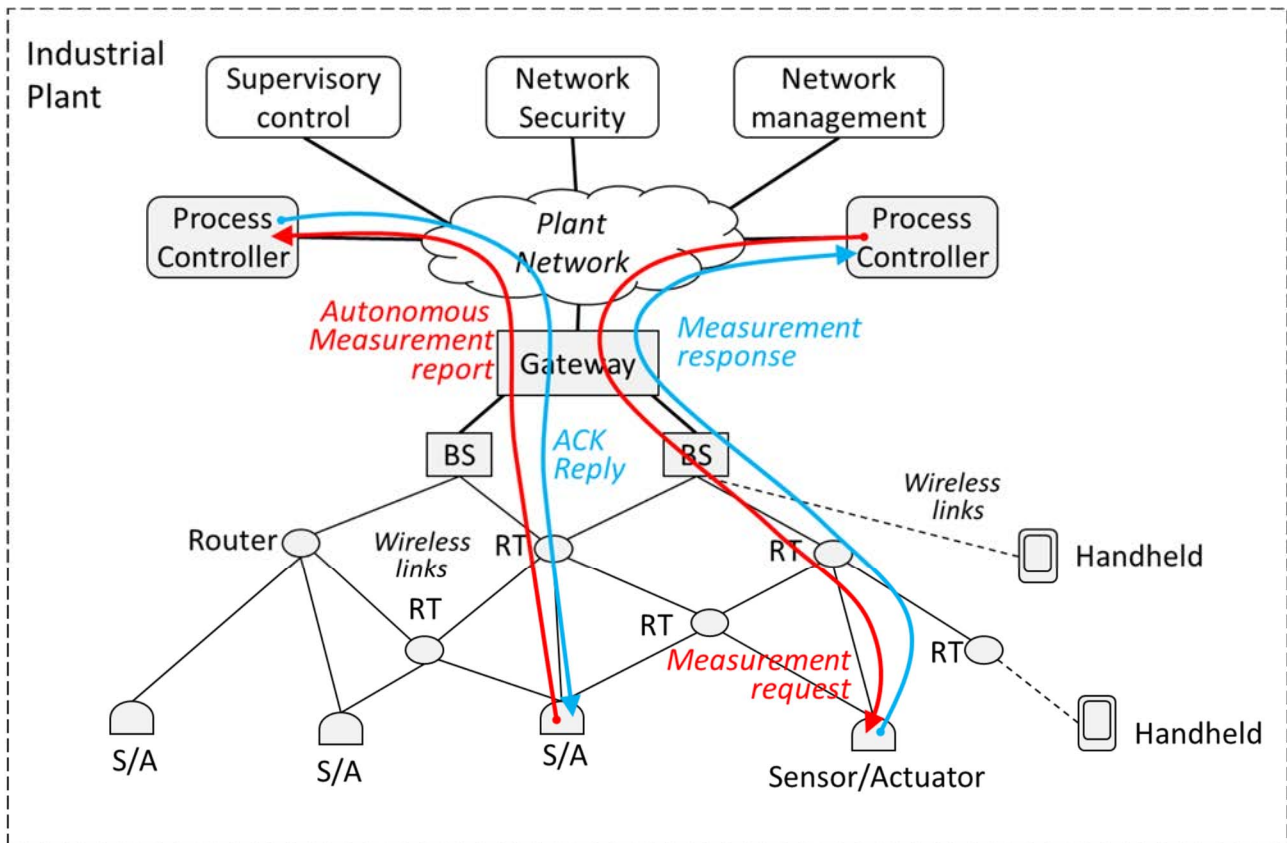 Industrial
Plant
Supervisory
control
Network
Security
Network
management
Process
Controller
Plant
Network
Process
Controller
Autonomous
Measurement
report
Measurement
response
Gateway
BS
ACK
Reply
BS
Wireless
links
Router
Wireless
links
RT
RT
Handheld
RT
RT
RT
Measurement
request
S/A
S/A
S/A
Sensor/Actuator
Handheld